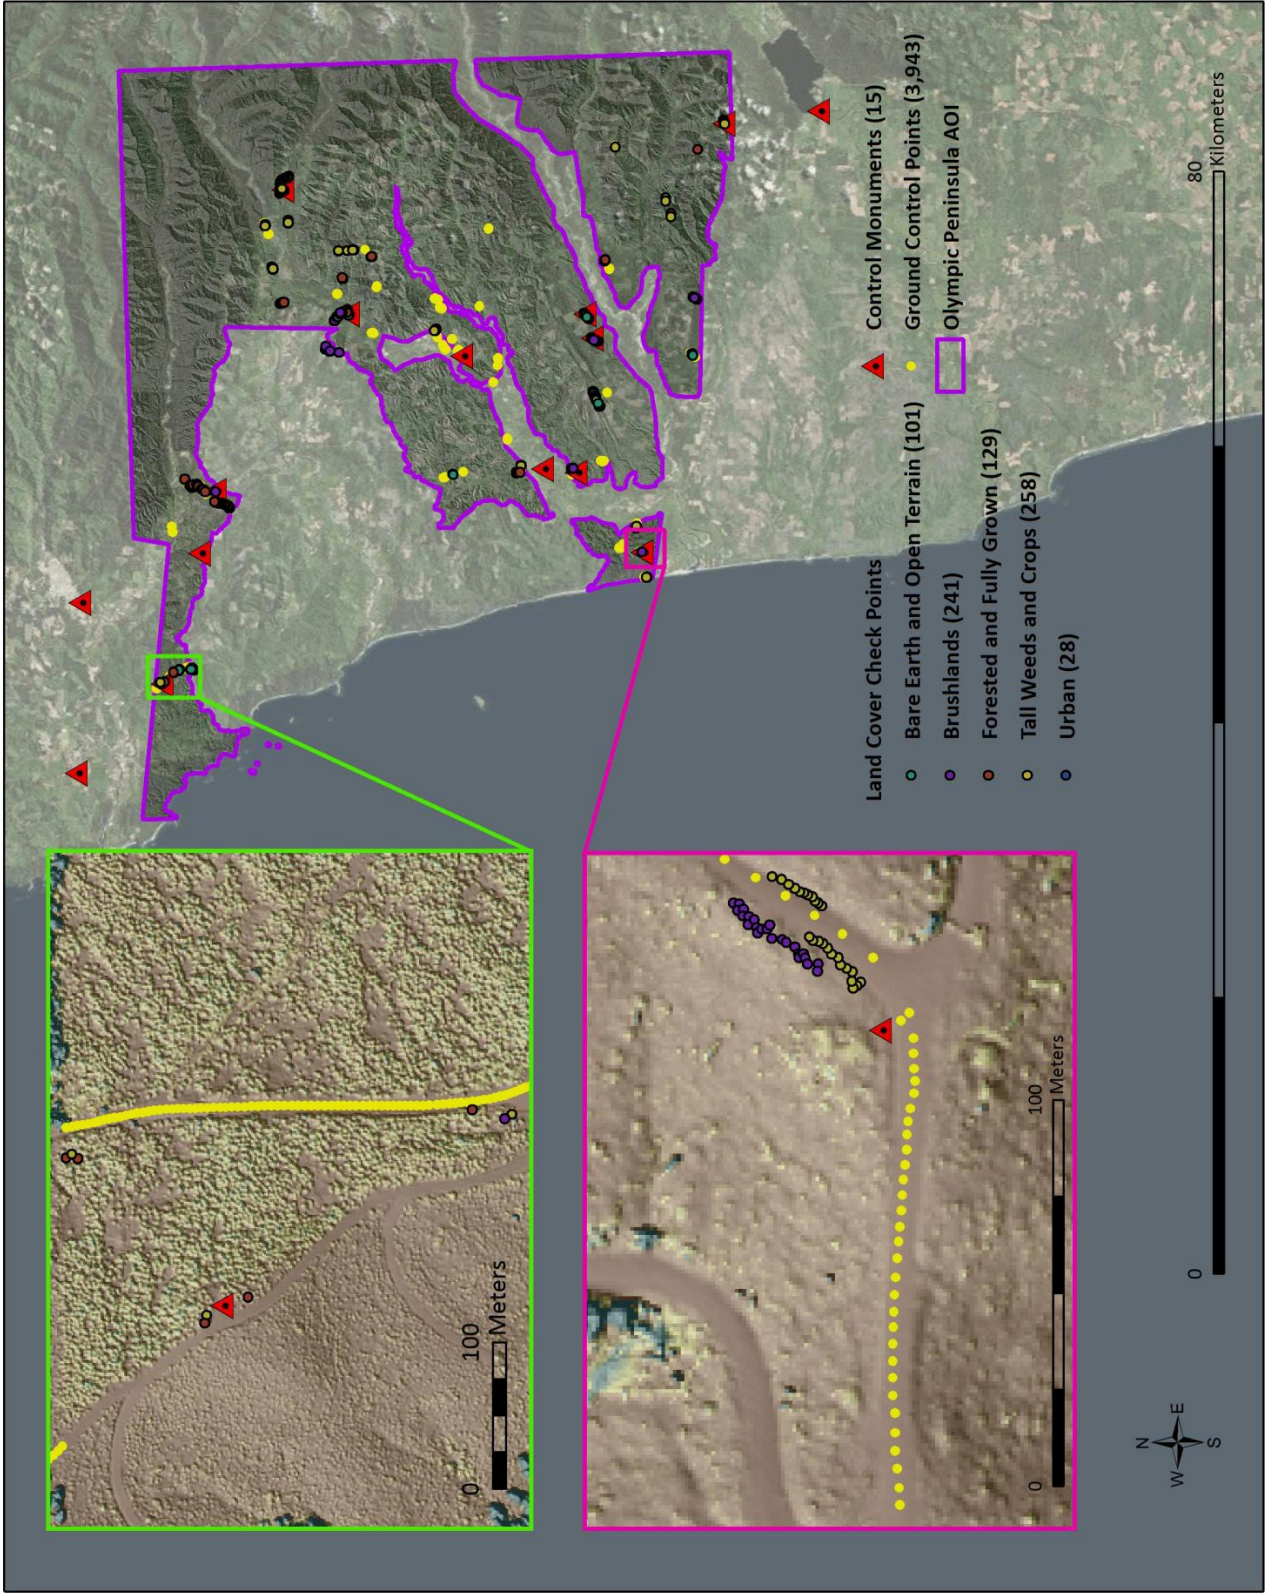 100
Meters
0
100
Meters
0
N
W
E
S
Land Cover Check Points
Bare Earth and Open Terrain (101)
Brushlands (241)
Forested and Fully Grown (129)
Tall Weeds and Crops (258)
Urban (28)
Control Monuments (15)
Ground Control Points (3,943)
Olympic Peninsula AOI
0
80
Kilometers